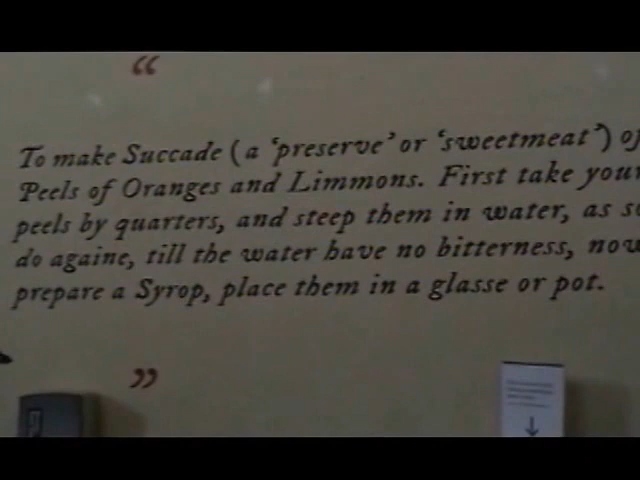 “
To make Succade (a ‘preserve’ or ‘sweetmeat’) of
Peels of Oranges and Limmons. First take your
peels by quarters, and steep them in water, as
do againe, till the water have no bitterness,
prepare a Syrop, place them in a glasse or pot.
”